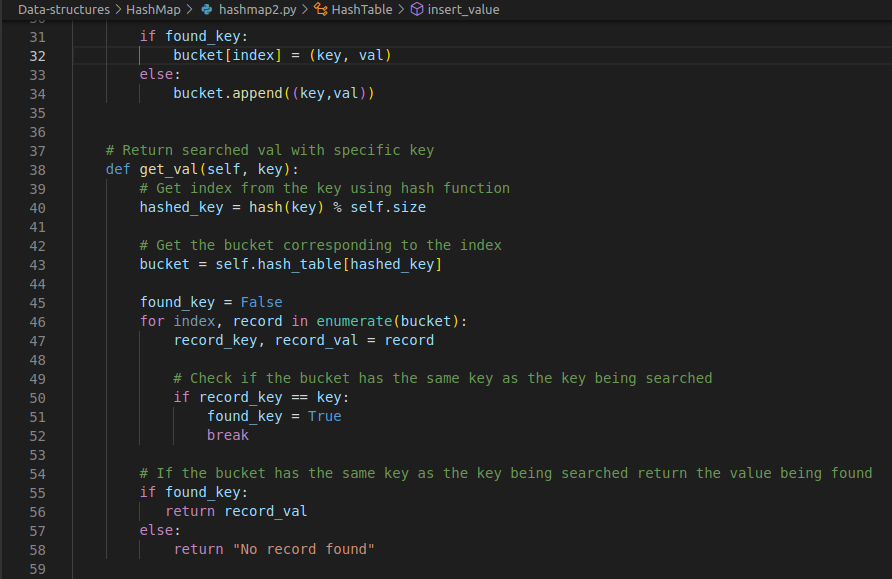 Data-structures > HashMap > hashmap2.py > HashTable > insert_value
31         if found_key:
32             bucket[index] = (key, val)
33         else:
34             bucket.append((key,val))
35
36
37     # Return searched val with specific key
38     def get_val(self, key):
39         # Get index from the key using hash function
40         hashed_key = hash(key) % self.size
41
42         # Get the bucket corresponding to the index
43         bucket = self.hash_table[hashed_key]
44
45         found_key = False
46         for index, record in enumerate(bucket):
47             record_key, record_val = record
48
49             # Check if the bucket has the same key as the key being searched
50             if record_key == key:
51                 found_key = True
52                 break
53
54         # If the bucket has the same key as the key being searched return the value being found
55         if found_key:
56            return record_val
57         else:
58             return "No record found"
59